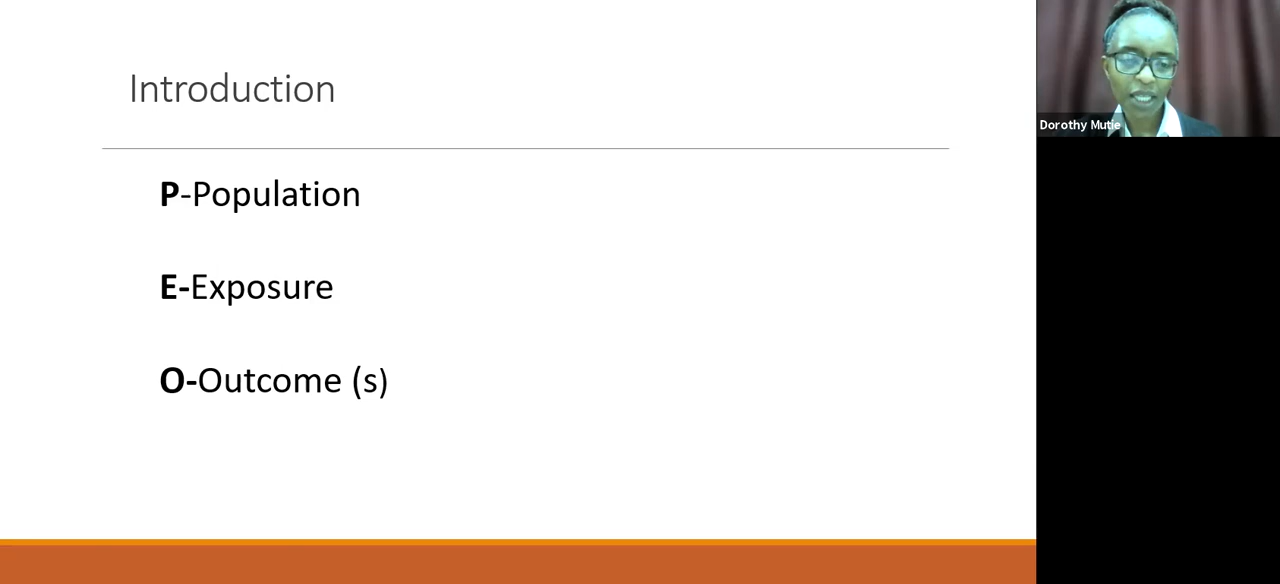 Introduction
P-Population
E-Exposure
O-Outcome (s)
Dorothy Mutie